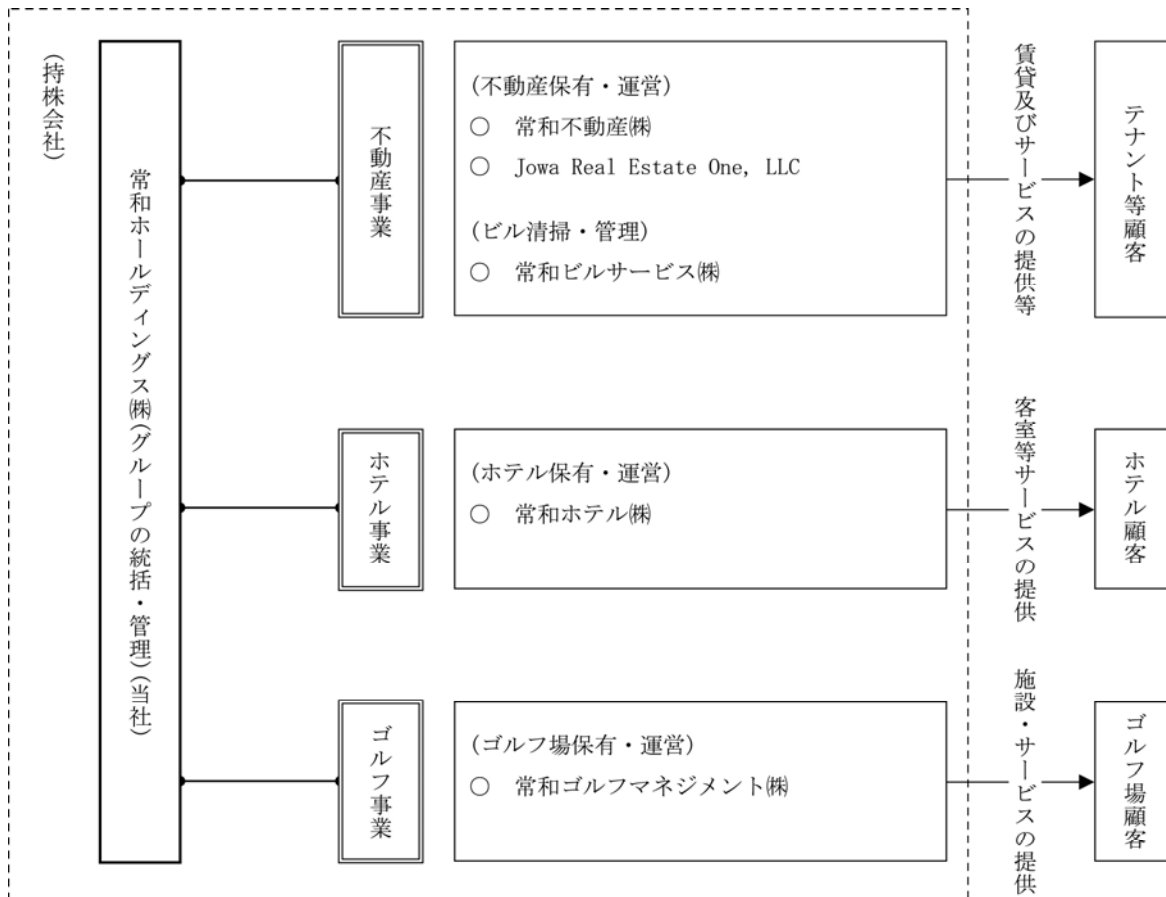 (持株会社)
常和ホールディングス㈱(グループの統括・管理)(当社)
不動産事業
(不動産保有・運営)
○ 常和不動産㈱
○ Jowa Real Estate One, LLC
(ビル清掃・管理)
○ 常和ビルサービス㈱
賃貸及びサービスの提供等
テナント等顧客
ホテル事業
(ホテル保有・運営)
○ 常和ホテル㈱
客室等サービスの提供
ホテル顧客
ゴルフ事業
(ゴルフ場保有・運営)
○ 常和ゴルフマネジメント㈱
施設・サービスの提供
ゴルフ場顧客